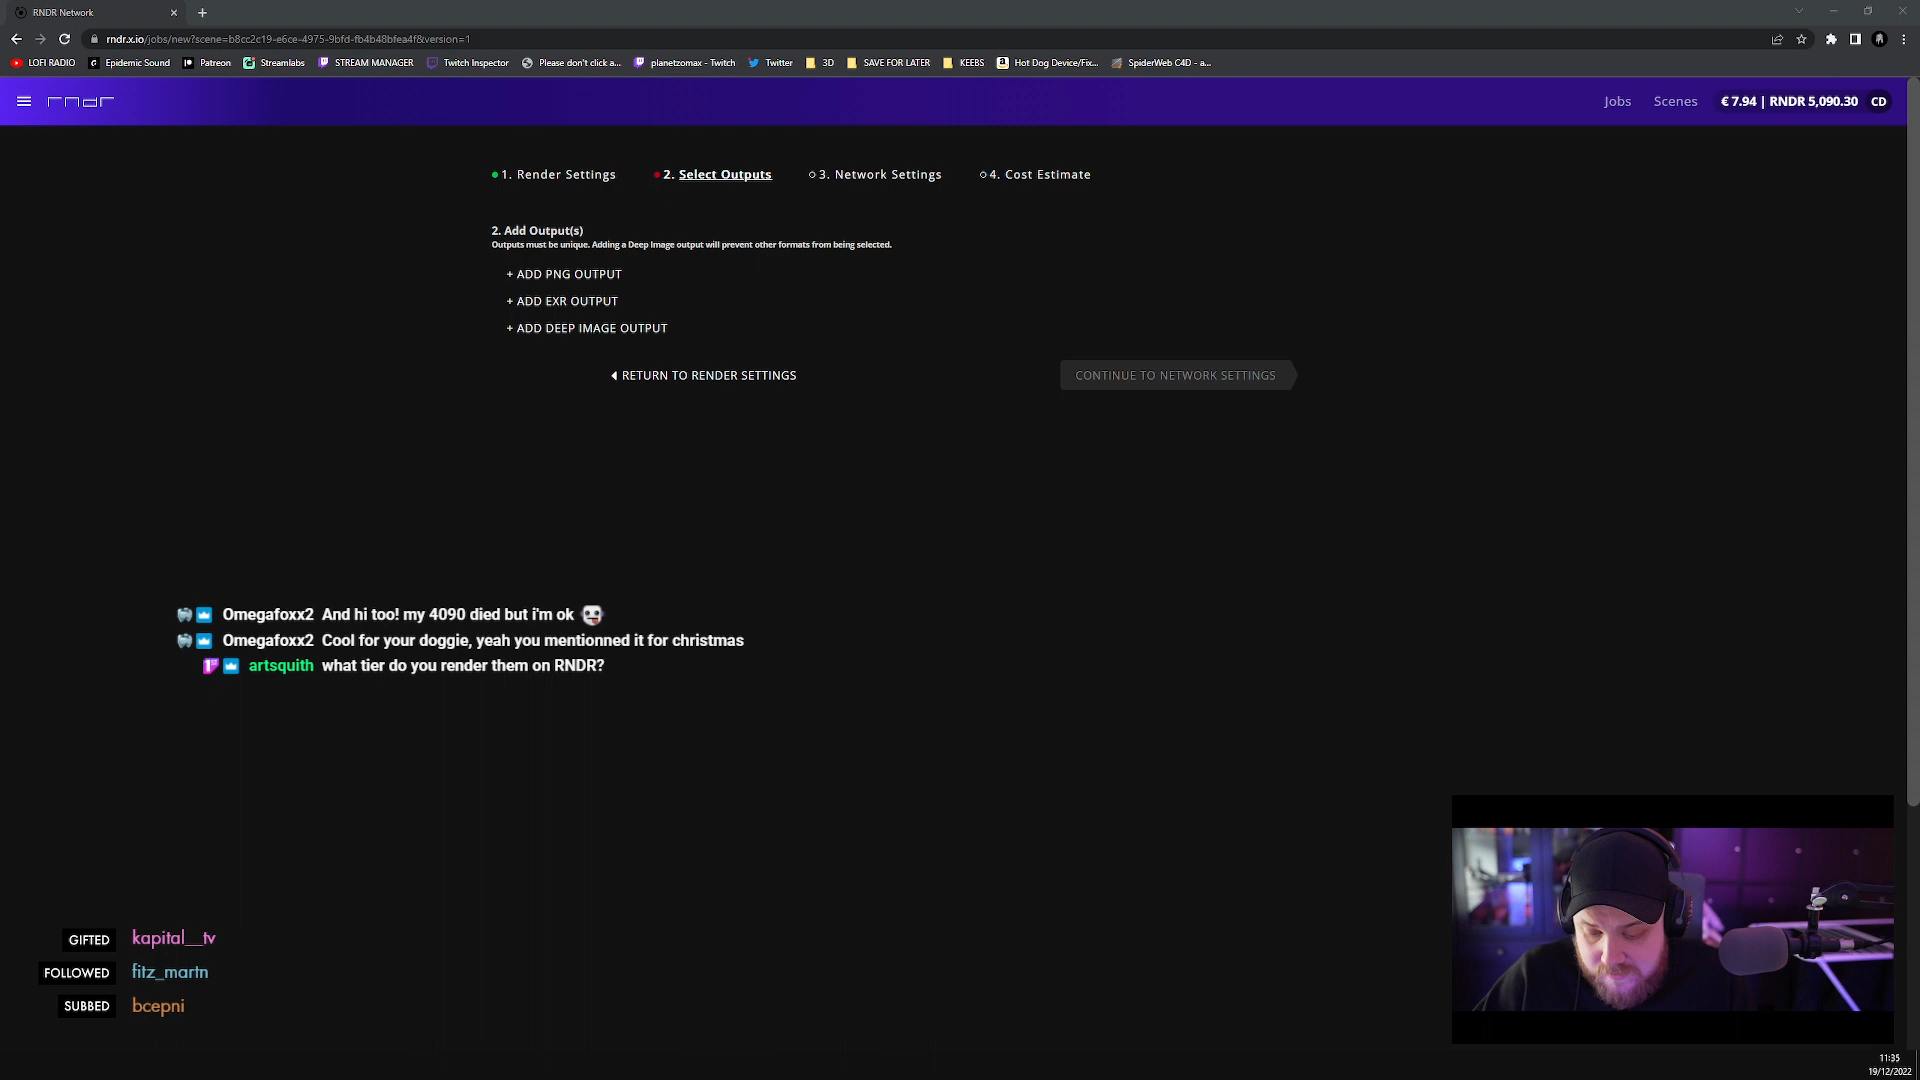 RNDR Network
rndr.x.io/jobs/new?scene=b8cc2c19-e6ce-4975-9bfd-fb4b48bfea4f&version=1
LOFI RADIO Epidemic Sound Patreon Streamlabs STREAM MANAGER Twitch Inspector Please don't click a... planetzomax - Twitch Twitter 3D SAVE FOR LATER KEEBS Hot Dog Device/Fix... SpiderWeb C4D - a...
rndr Jobs Scenes € 7.94 | RNDR 5,090.30 CD
1. Render Settings 2. Select Outputs 3. Network Settings 4. Cost Estimate
2. Add Output(s)
Outputs must be unique. Adding a Deep Image output will prevent other formats from being selected.
+ ADD PNG OUTPUT
+ ADD EXR OUTPUT
+ ADD DEEP IMAGE OUTPUT
RETURN TO RENDER SETTINGS CONTINUE TO NETWORK SETTINGS
Omegafoxx2 And hi too! my 4090 died but i'm ok
Omegafoxx2 Cool for your doggie, yeah you mentionned it for christmas
artsquith what tier do you render them on RNDR?
GIFTED kapital__tv
FOLLOWED fitz_martn
SUBBED bcepni
11:35
19/12/2022